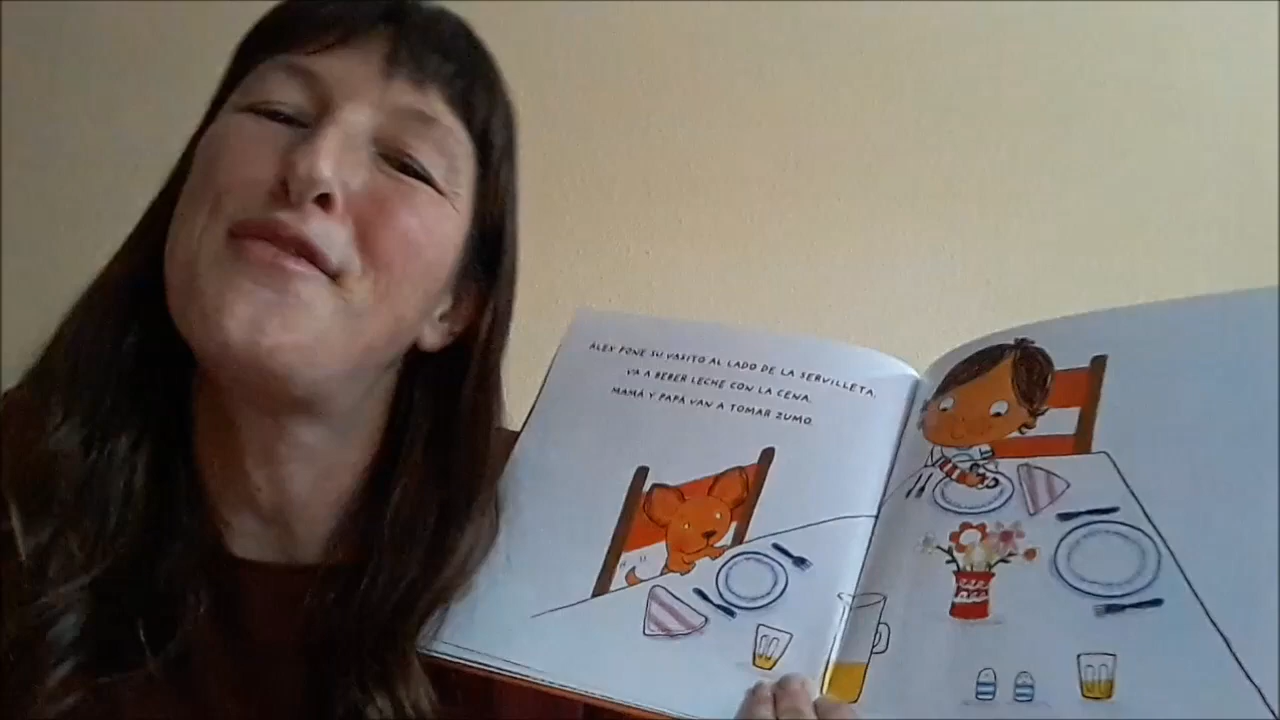 ÁLEX PONE SU VASITO AL LADO DE LA SERVILLETA.
VA A BEBER LECHE CON LA CENA.
MAMÁ Y PAPÁ VAN A TOMAR ZUMO.